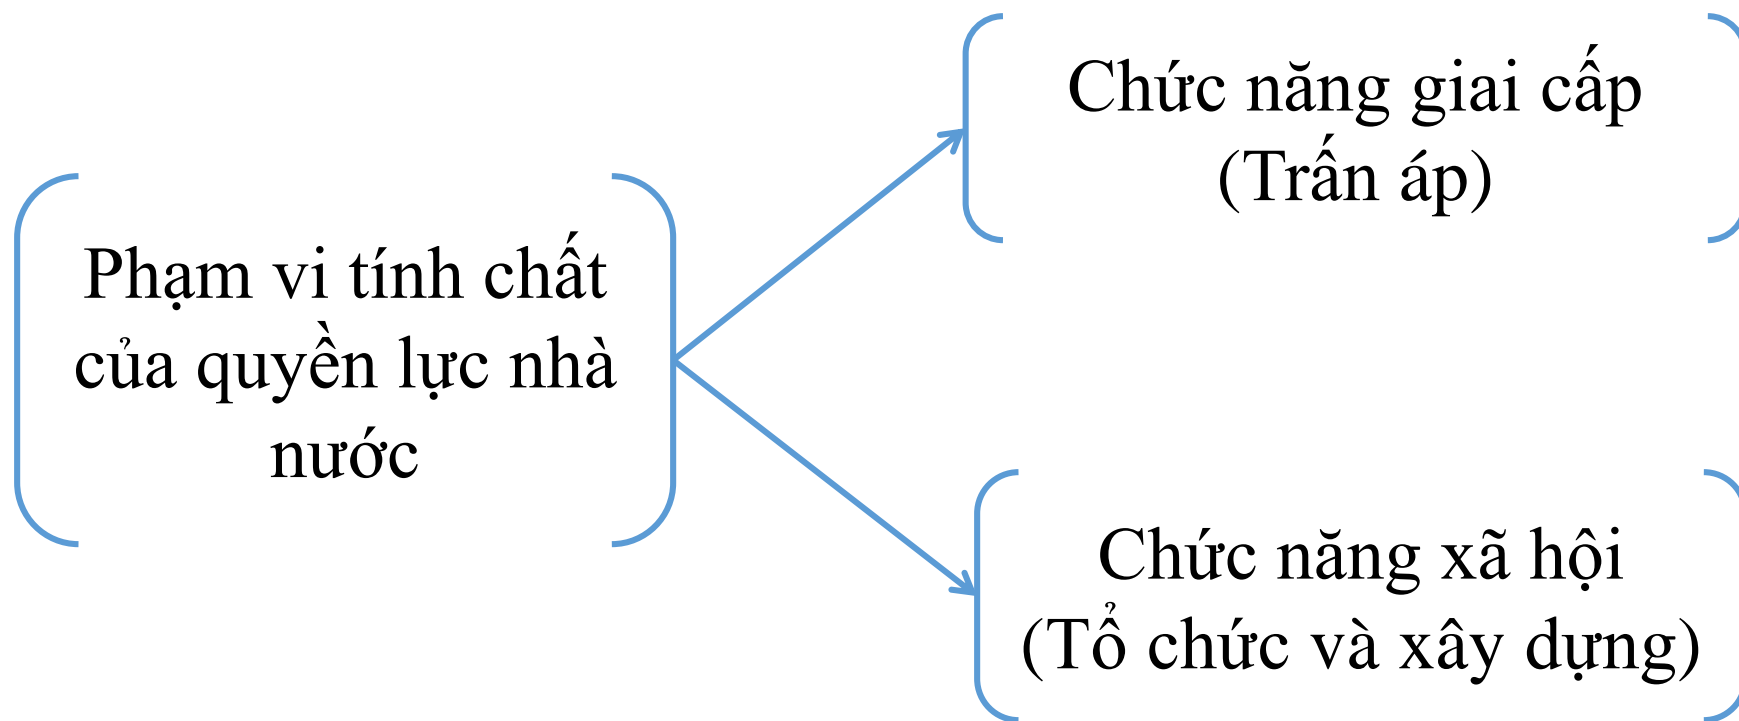 Phạm vi tính chất
của quyền lực nhà
nước
Chức năng giai cấp
(Trấn áp)
Chức năng xã hội
(Tổ chức và xây dựng)